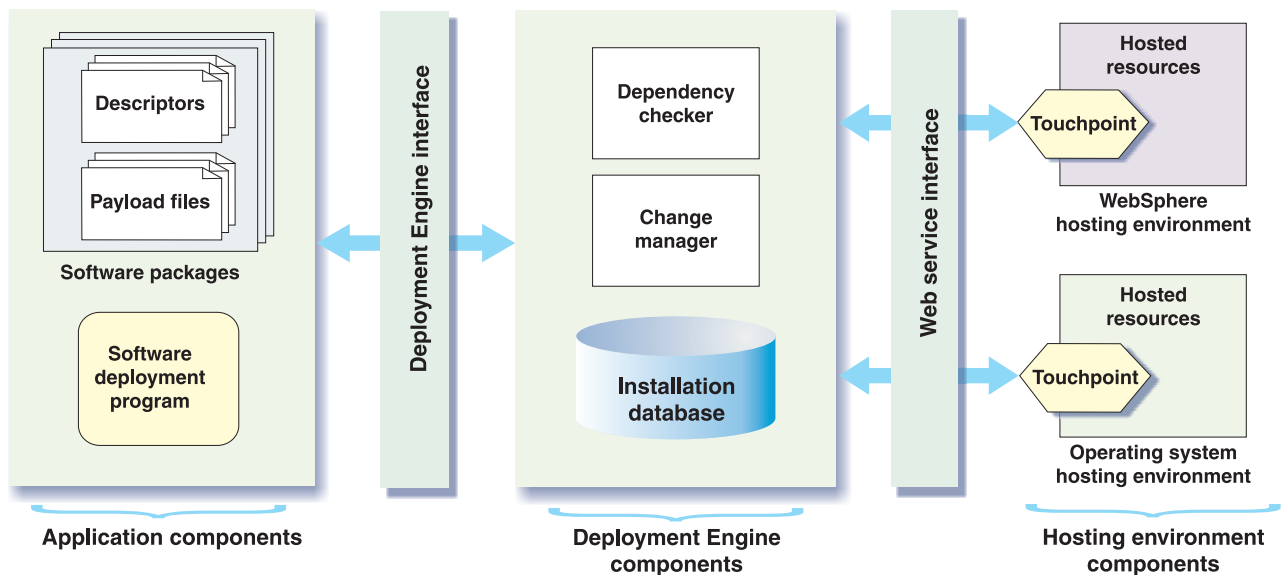 Descriptors
Payload files
Software packages
Software
deployment
program
Application components
Deployment Engine interface
Dependency
checker
Change
manager
Installation
database
Deployment Engine
components
Web service interface
Hosted
resources
Touchpoint
WebSphere
hosting environment
Hosted
resources
Touchpoint
Operating system
hosting environment
Hosting environment
components